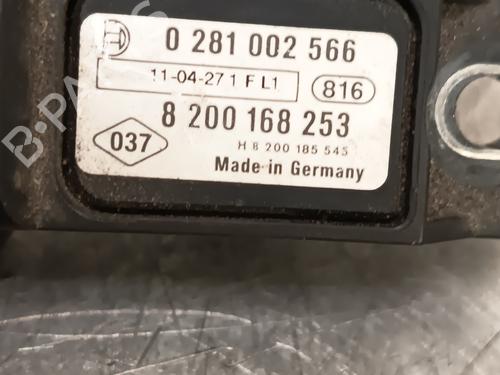 0 281 002 566
11-04-27 1 F L1
816
8 200 168 253
037
H 8 200 185 545
Made in Germany
B-PARTS